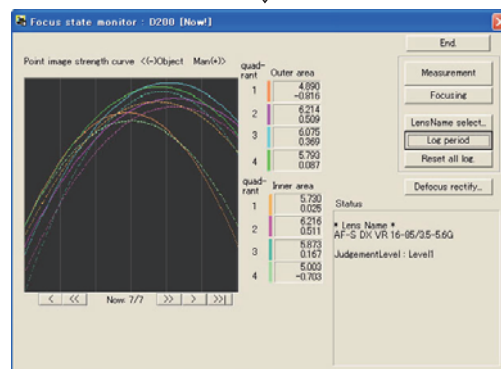 Focus state monitor : D200 [Now!]
End.
Point image strength curve <(-)Object Man(+)>
quad-
rant
Outer area
1
4.890
-0.816
2
6.214
0.509
3
6.075
0.369
4
5.793
0.087
quad-
rant
Inner area
1
5.730
0.025
2
6.216
0.511
3
5.873
0.167
4
5.003
-0.703
< << Now: 7/7 >> > >>|
Measurement
Focusing
LensName select...
Log period
Reset all log
Defocus rectify...
Status
* Lens Name *
AF-S DX VR 16-85/3.5-5.6G
JudgementLevel : Level1